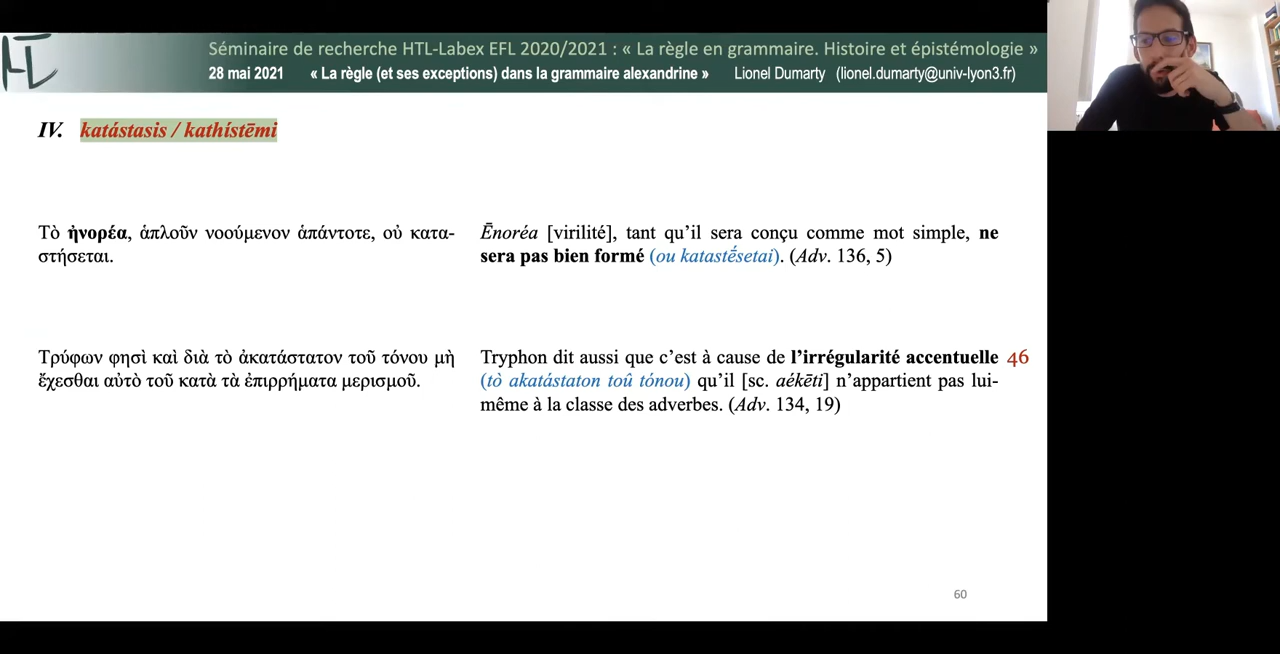 HTL
Séminaire de recherche HTL-Labex EFL 2020/2021 : « La règle en grammaire. Histoire et épistémologie »
28 mai 2021 « La règle (et ses exceptions) dans la grammaire alexandrine » Lionel Dumarty (lionel.dumarty@univ-lyon3.fr)
IV. katástasis / kathístēmi
Τὸ ἠνορέα, ἁπλοῦν νοούμενον ἁπάντοτε, οὐ κατα-
στήσεται.
Ēnoréa [virilité], tant qu’il sera conçu comme mot simple, ne
sera pas bien formé (ou katastḗsetai). (Adv. 136, 5)
Τρύφων φησὶ καὶ διὰ τὸ ἀκατάστατον τοῦ τόνου μὴ
ἔχεσθαι αὐτὸ τοῦ κατὰ τὰ ἐπιρρήματα μερισμοῦ.
Tryphon dit aussi que c’est à cause de l’irrégularité accentuelle 46
(tò akatástaton toû tónou) qu’il [sc. aékēti] n’appartient pas lui-
même à la classe des adverbes. (Adv. 134, 19)
60